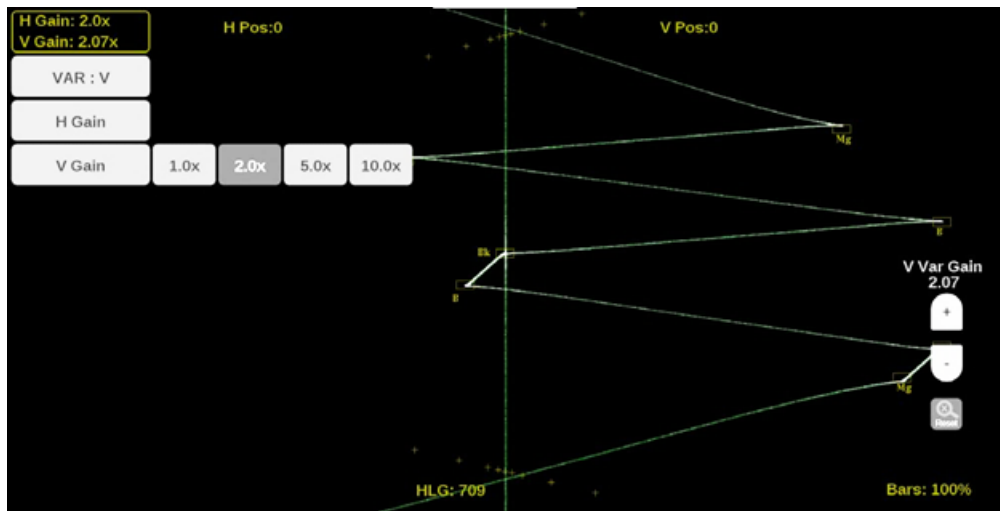 H Gain: 2.0x
V Gain: 2.07x
H Pos:0
V Pos:0
VAR : V
H Gain
V Gain
1.0x
2.0x
5.0x
10.0x
Mg
B
Bk
B
V Var Gain
2.07
+
-
Mg
Reset
HLG: 709
Bars: 100%